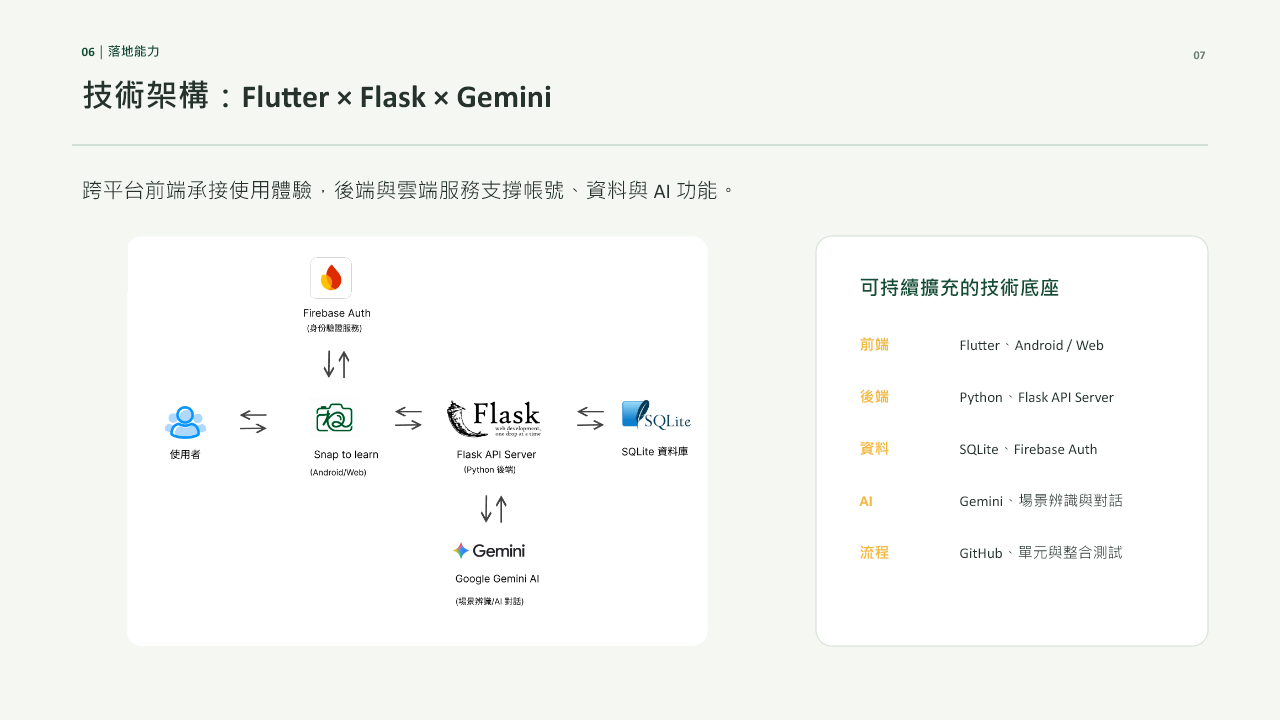 06｜落地能力
07
技術架構：Flutter × Flask × Gemini
跨平台前端承接使用體驗，後端與雲端服務支撐帳號、資料與 AI 功能。
Firebase Auth
(身份驗證服務)
使用者
Snap to learn
(Android/Web)
Flask
web development,
one drop at a time
Flask API Server
(Python 後端)
SQLite
SQLite 資料庫
Gemini
Google Gemini AI
(場景辨識/AI 對話)
可持續擴充的技術底座
前端 Flutter、Android / Web
後端 Python、Flask API Server
資料 SQLite、Firebase Auth
AI Gemini、場景辨識與對話
流程 GitHub、單元與整合測試